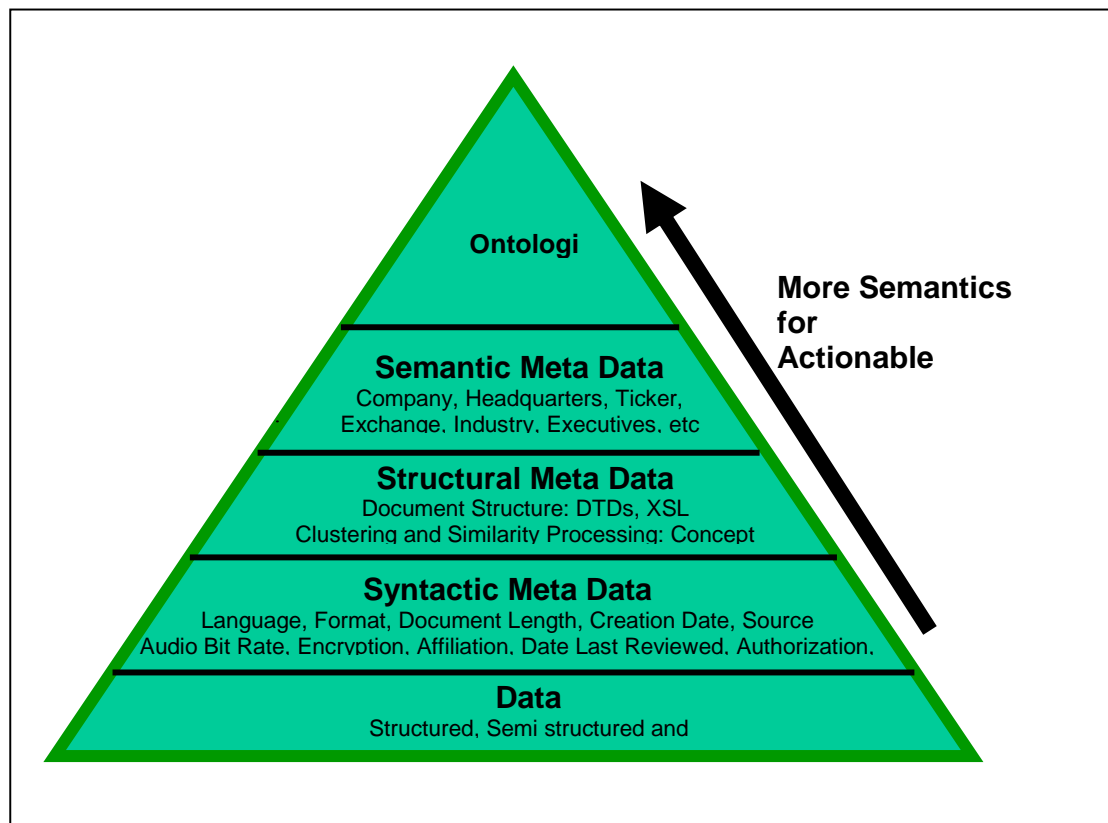 Ontologi
More Semantics
for
Actionable
Semantic Meta Data
Company, Headquarters, Ticker,
Exchange, Industry, Executives, etc
Structural Meta Data
Document Structure: DTDs, XSL
Clustering and Similarity Processing: Concept
Syntactic Meta Data
Language, Format, Document Length, Creation Date, Source
Audio Bit Rate, Encryption, Affiliation, Date Last Reviewed, Authorization,
Data
Structured, Semi structured and